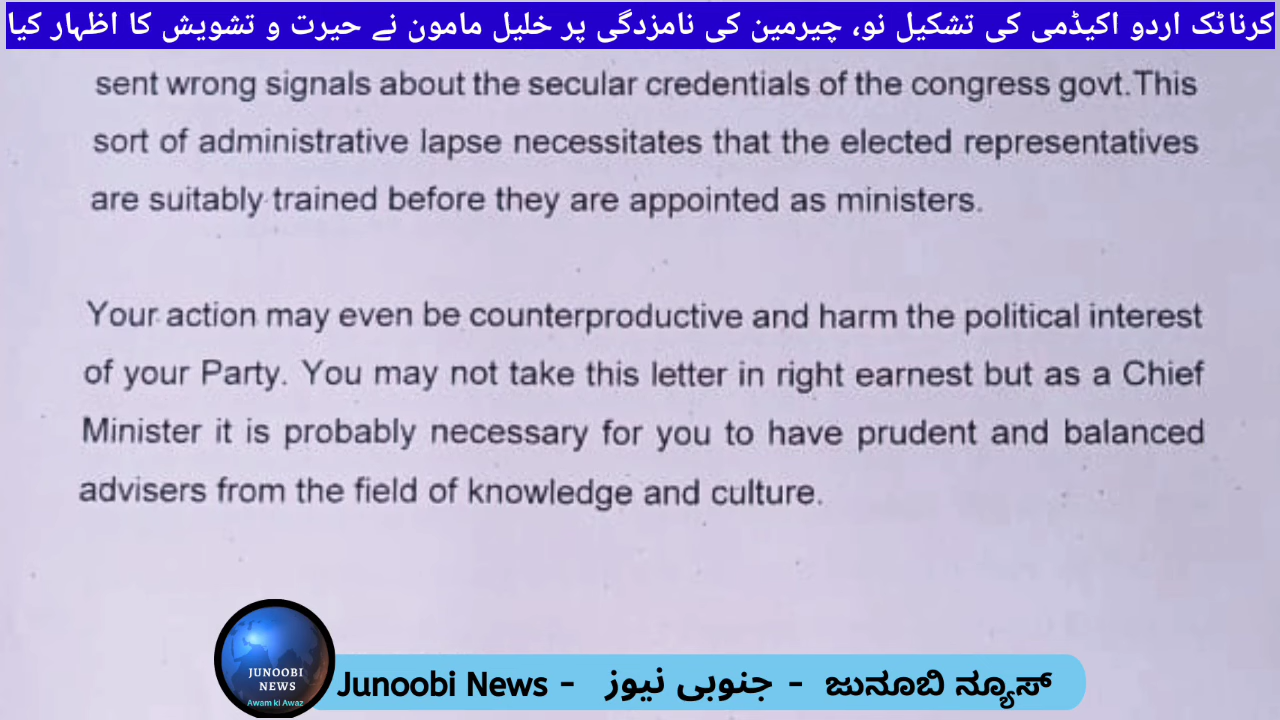 کرناٹک اردو اکیڈمی کی تشکیل نو، چیرمین کی نامزدگی پر خلیل مامون نے حیرت و تشویش کا اظہار کیا
sent wrong signals about the secular credentials of the congress govt.This
sort of administrative lapse necessitates that the elected representatives
are suitably trained before they are appointed as ministers.
Your action may even be counterproductive and harm the political interest
of your Party. You may not take this letter in right earnest but as a Chief
Minister it is probably necessary for you to have prudent and balanced
advisers from the field of knowledge and culture.
JUNOOBI
NEWS
Awam ki Awaz
Junoobi News - جنوبی نیوز - ಜುನೂಬಿ ನ್ಯೂಸ್